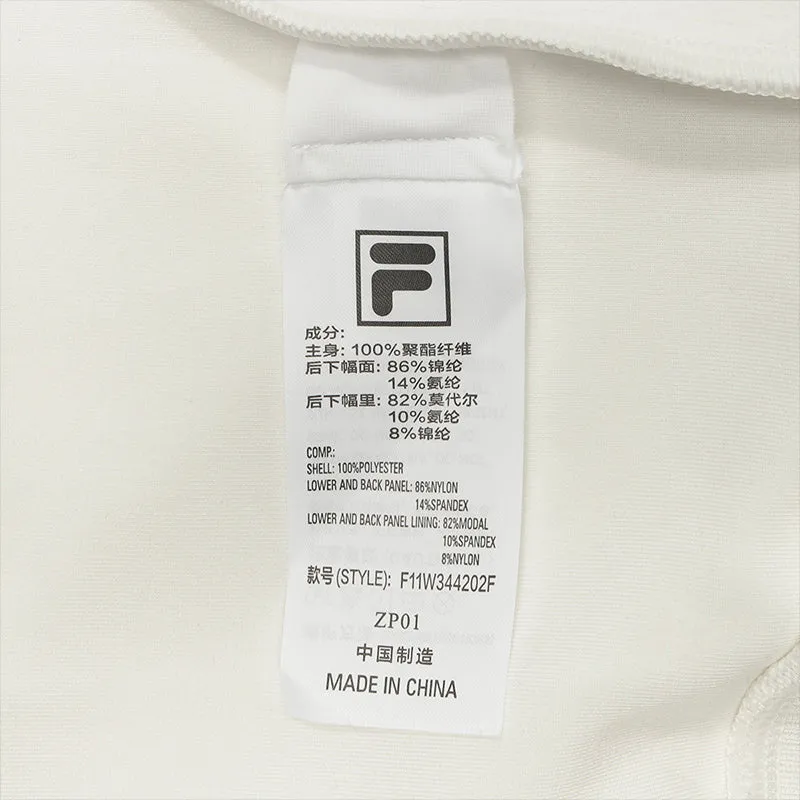 F
成分:
主身: 100%聚酯纤维
后下幅面: 86%锦纶
14%氨纶
后下幅里: 82%莫代尔
10%氨纶
8%锦纶
COMP.:
SHELL: 100%POLYESTER
LOWER AND BACK PANEL: 86%NYLON
14%SPANDEX
LOWER AND BACK PANEL LINING: 82%MODAL
10%SPANDEX
8%NYLON
款号(STYLE): F11W344202F
ZP01
中国制造
MADE IN CHINA